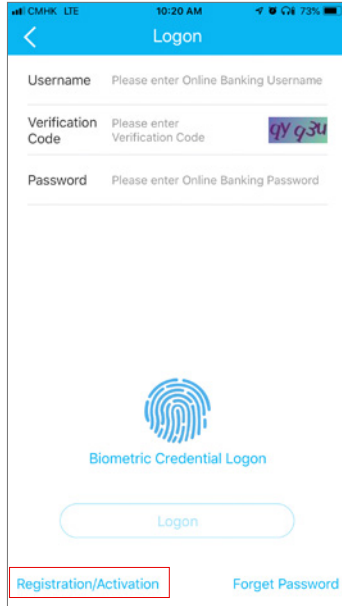 CMHK LTE 10:20 AM 73%
Logon
Username Please enter Online Banking Username
Verification Code Please enter Verification Code qY q3u
Password Please enter Online Banking Password
Biometric Credential Logon
Logon
Registration/Activation Forget Password